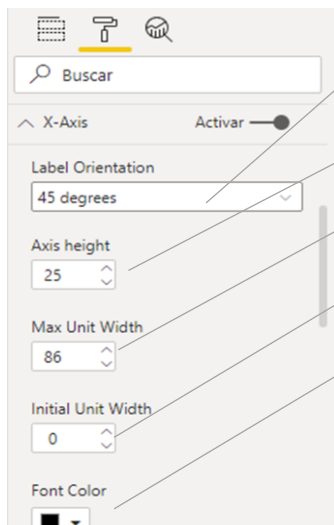 Buscar
X-Axis Activar
Label Orientation
45 degrees
Axis height
25
Max Unit Width
86
Initial Unit Width
0
Font Color